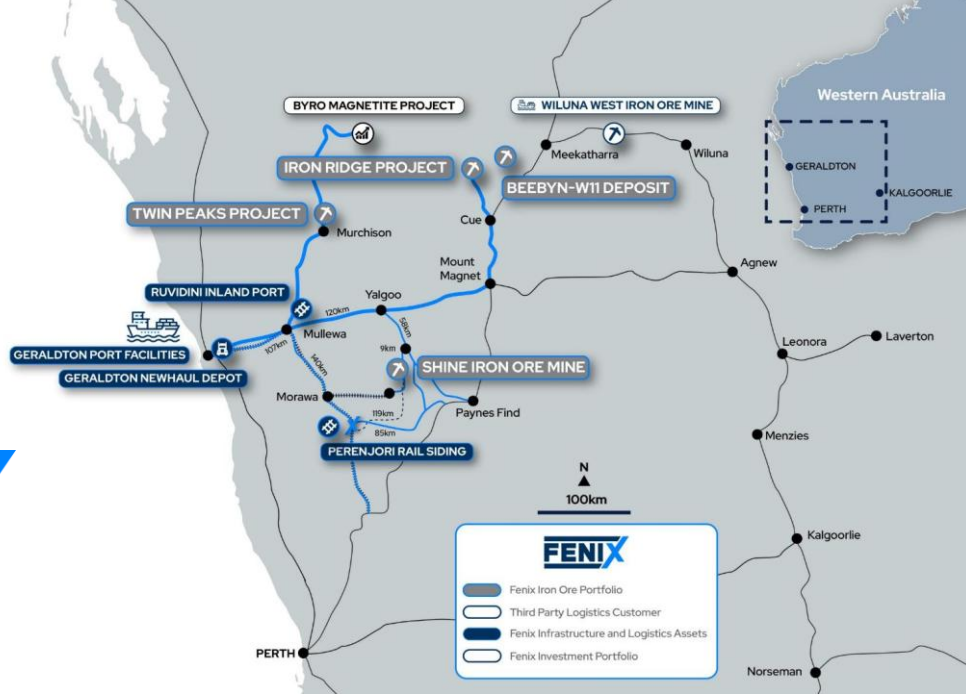 Western Australia
GERALDTON
KALGOORLIE
PERTH
BYRO MAGNETITE PROJECT
WILUNA WEST IRON ORE MINE
Meekatharra
Wiluna
IRON RIDGE PROJECT
BEEBYN-W11 DEPOSIT
TWIN PEAKS PROJECT
Cue
Murchison
Mount
Magnet
Agnew
RUVIDINI INLAND PORT
Yalgoo
120km
58km
Mullewa
107km
9km
Leonora
Laverton
GERALDTON PORT FACILITIES
140km
SHINE IRON ORE MINE
GERALDTON NEWHAUL DEPOT
Morawa
Paynes Find
119km
85km
PERENJORI RAIL SIDING
Menzies
N
100km
Kalgoorlie
FENIX
Fenix Iron Ore Portfolio
Third Party Logistics Customer
Fenix Infrastructure and Logistics Assets
Fenix Investment Portfolio
PERTH
Norseman